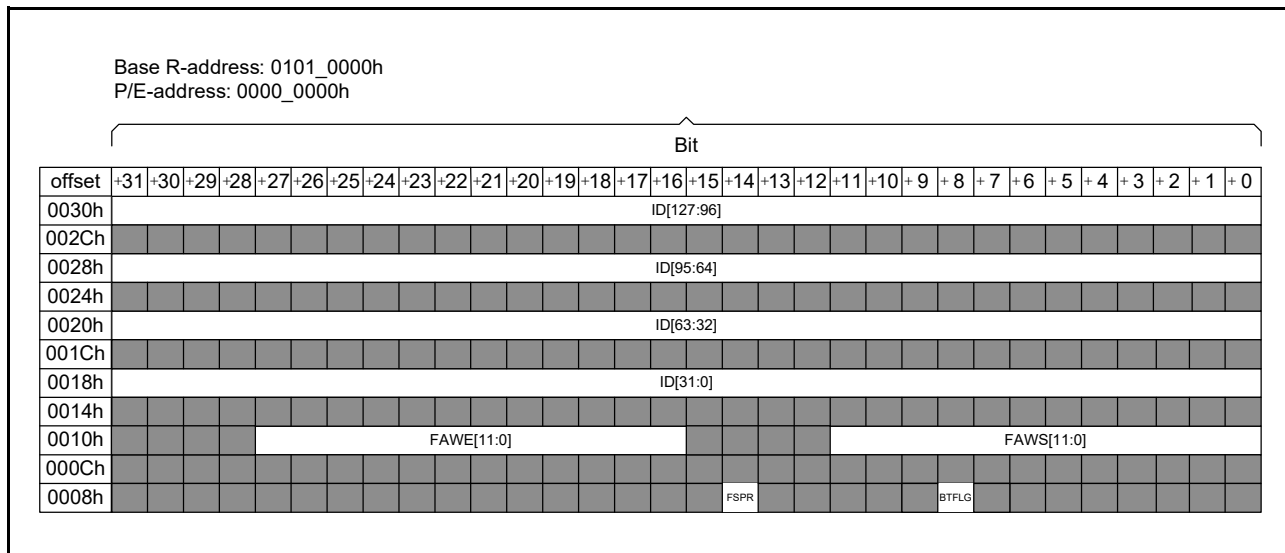 Base R-address: 0101_0000h
P/E-address: 0000_0000h
Bit
offset +31 +30 +29 +28 +27 +26 +25 +24 +23 +22 +21 +20 +19 +18 +17 +16 +15 +14 +13 +12 +11 +10 + 9 + 8 + 7 +6 + 5 + 4 + 3 + 2 + 1 + 0
0030h ID[127:96]
002Ch
0028h ID[95:64]
0024h
0020h ID[63:32]
001Ch
0018h ID[31:0]
0014h
0010h FAWE[11:0] FAWS[11:0]
000Ch
0008h FSPR BTFLG